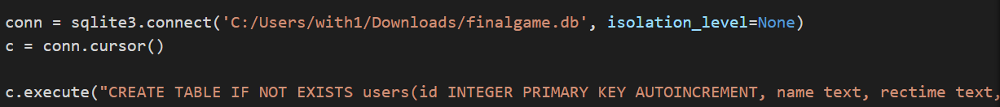 conn = sqlite3.connect('C:/Users/with1/Downloads/finalgame.db', isolation_level=None)
c = conn.cursor()
c.execute("CREATE TABLE IF NOT EXISTS users(id INTEGER PRIMARY KEY AUTOINCREMENT, name text, rectime text,